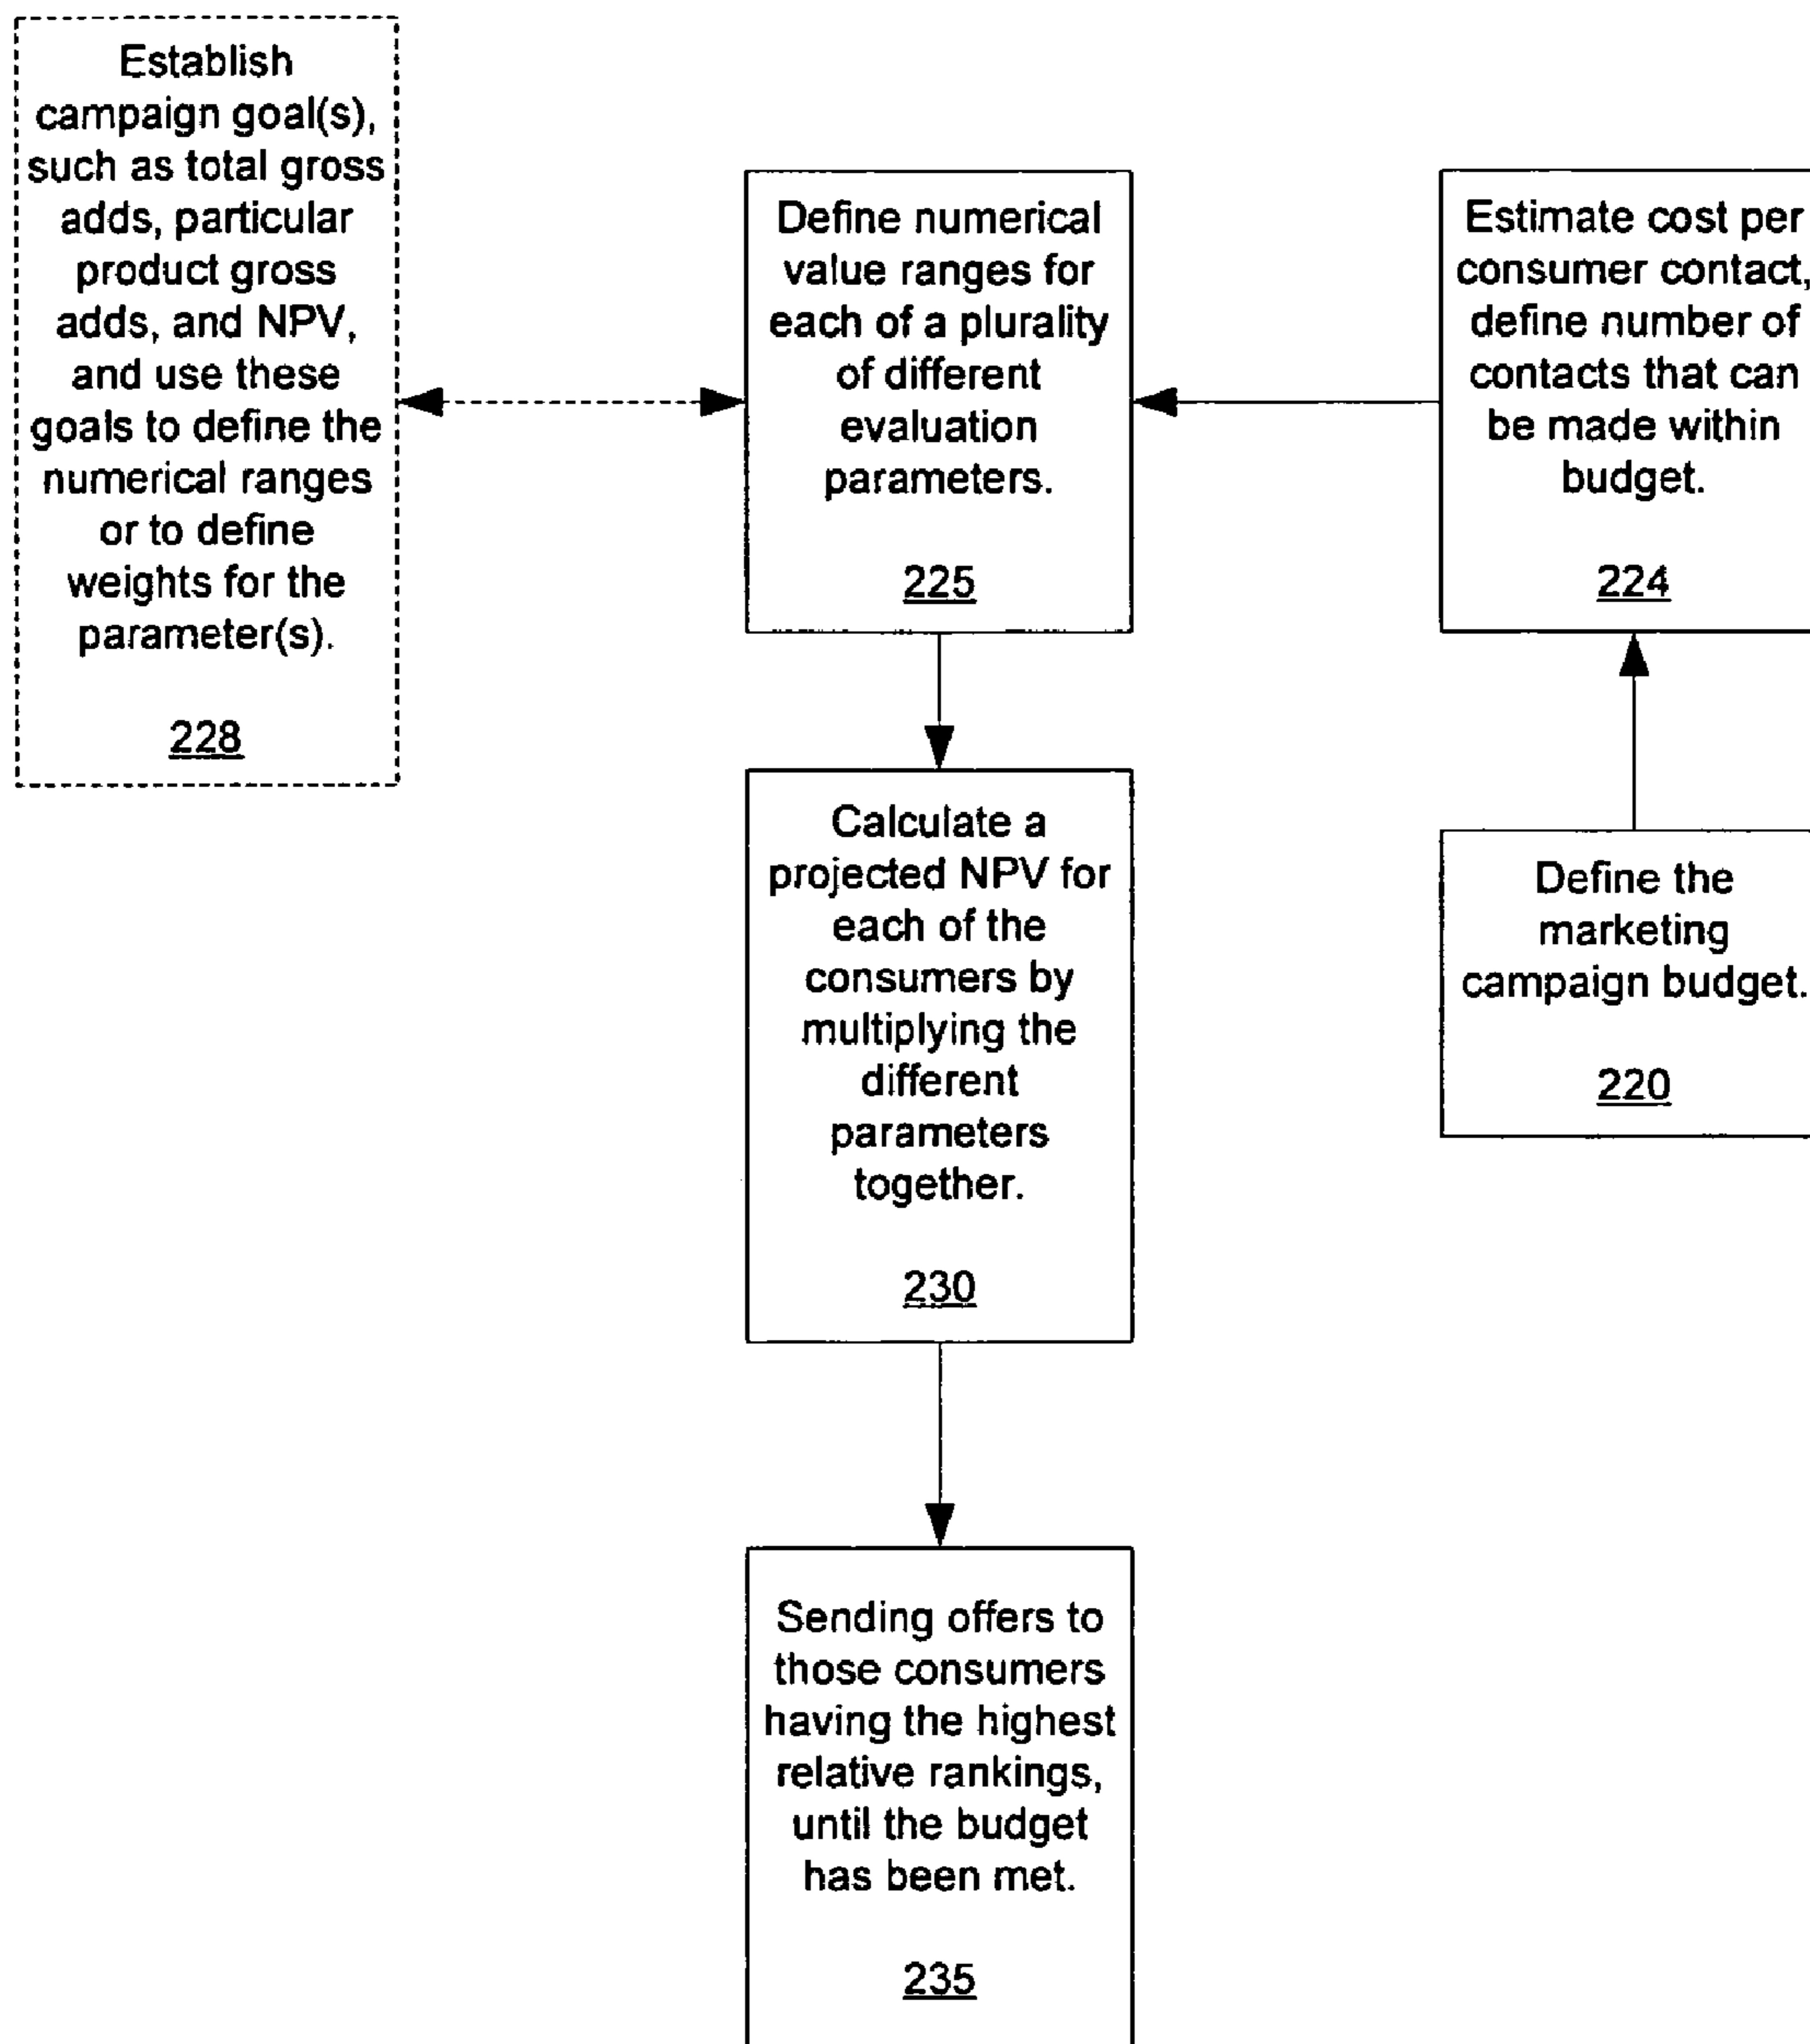 Establish
campaign goal(s),
such as total gross
adds, particular
product gross
adds, and NPV,
and use these
goals to define the
numerical ranges
or to define
weights for the
parameter(s).
228
Define numerical
value ranges for
each of a plurality
of different
evaluation
parameters.
225
Estimate cost per
consumer contact,
define number of
contacts that can
be made within
budget.
224
Calculate a
projected NPV for
each of the
consumers by
multiplying the
different
parameters
together.
230
Define the
marketing
campaign budget.
220
Sending offers to
those consumers
having the highest
relative rankings,
until the budget
has been met.
235